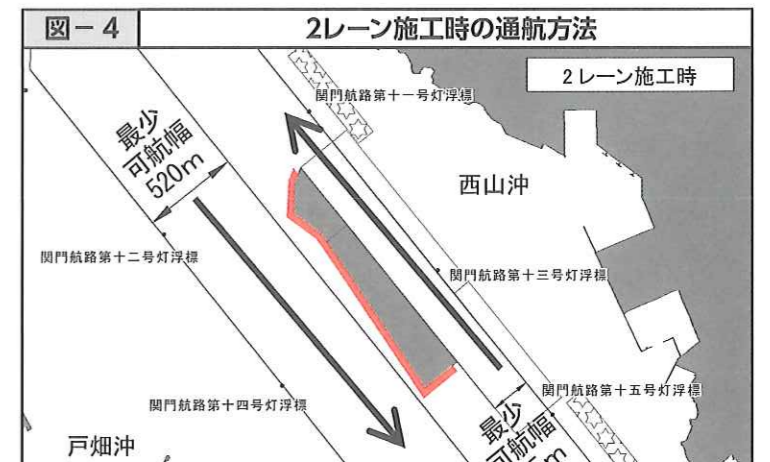 図－4
2レーン施工時の通航方法
2レーン施工時
関門航路第十一号灯浮標
最少
可航幅
520m
西山沖
関門航路第十二号灯浮標
関門航路第十三号灯浮標
関門航路第十五号灯浮標
関門航路第十四号灯浮標
最少
可航幅
戸畑沖